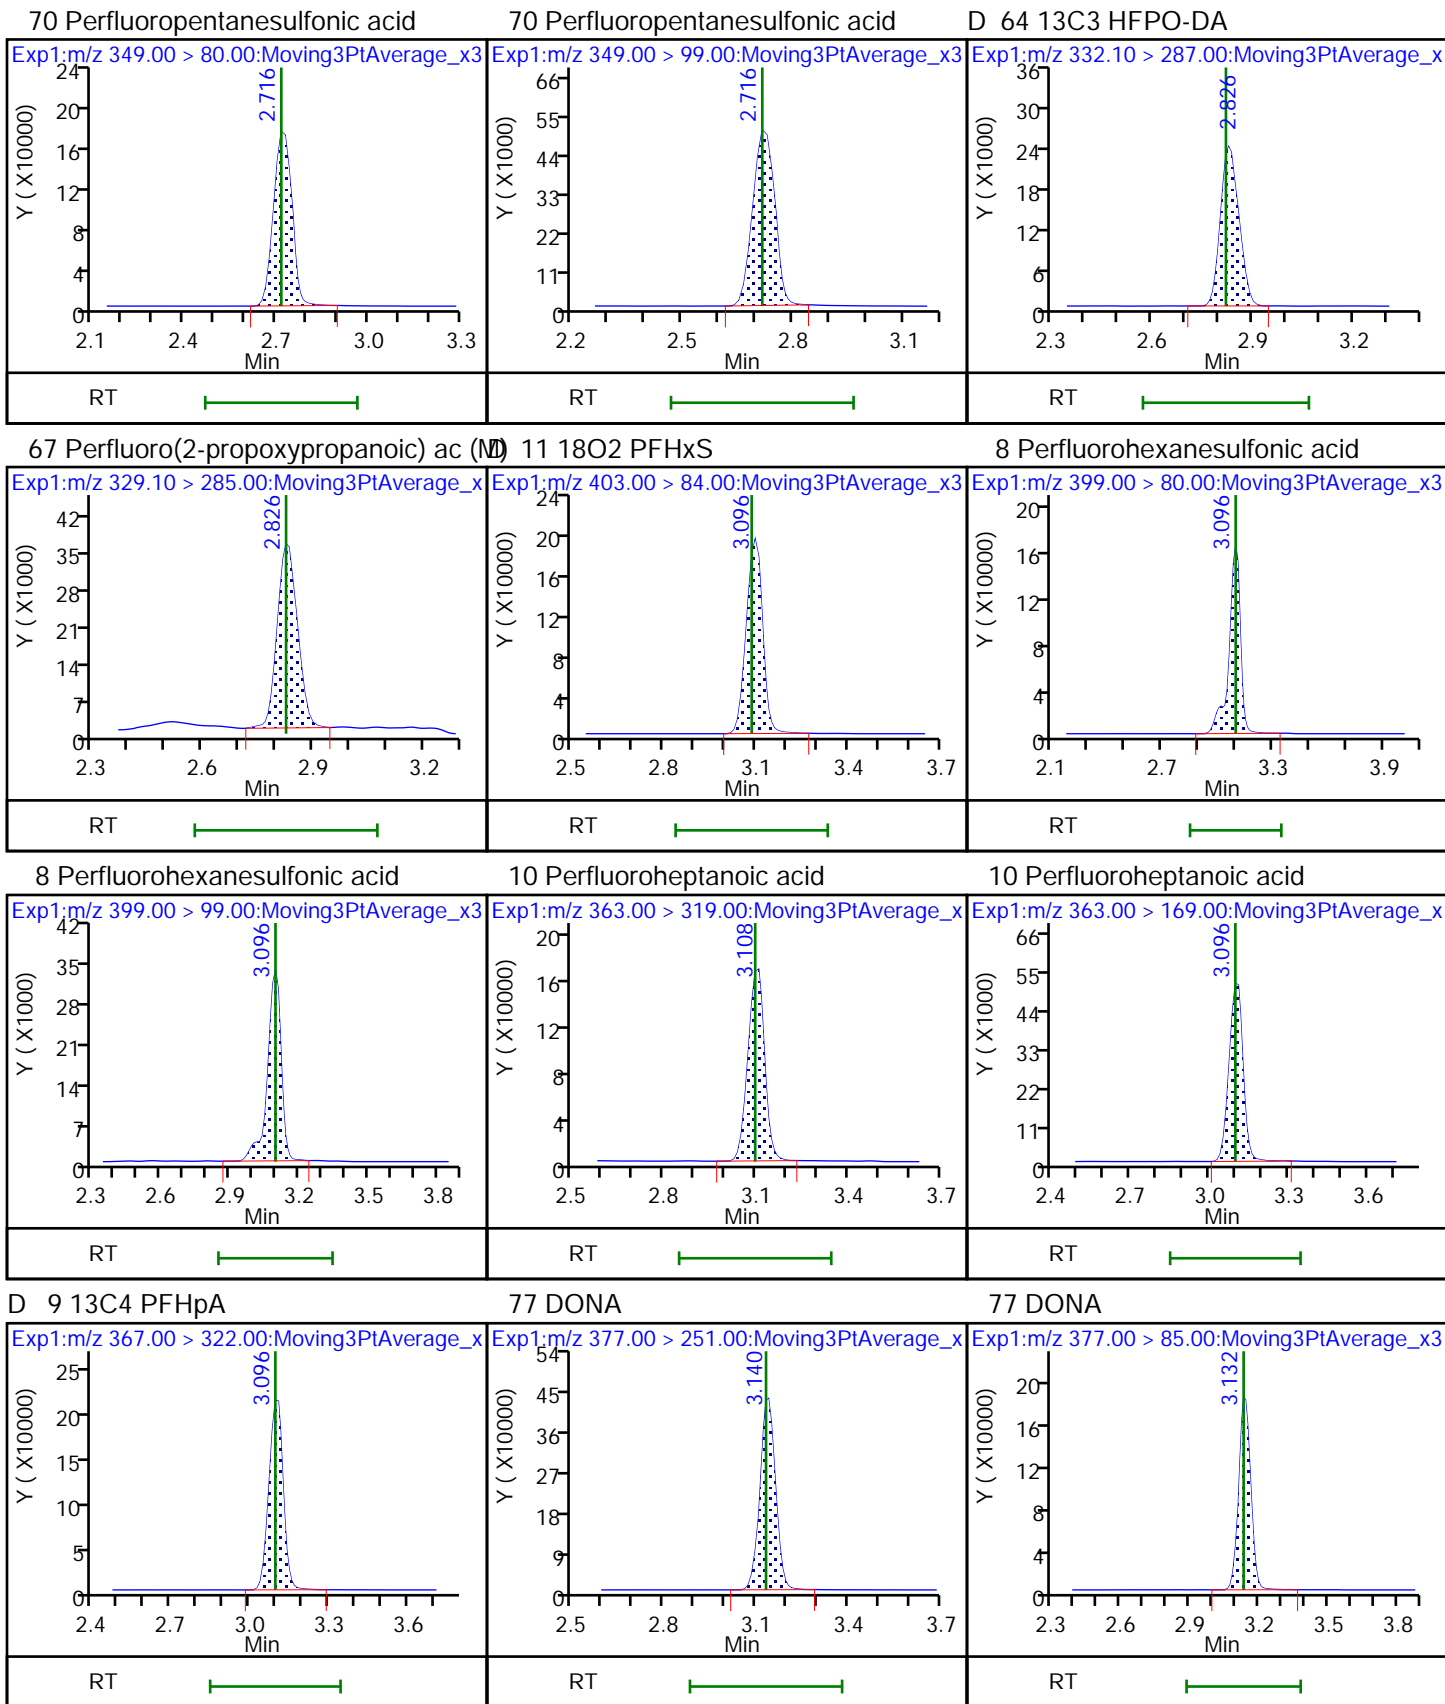 70 Perfluoropentanesulfonic acid
Exp1:m/z 349.00 > 80.00:Moving3PtAverage_x3
2.716
Y ( X10000)
24
20
16
12
8
4
0
2.1 2.4 2.7 3.0 3.3
Min
RT
70 Perfluoropentanesulfonic acid
Exp1:m/z 349.00 > 99.00:Moving3PtAverage_x3
2.716
Y ( X1000)
66
55
44
33
22
11
0
2.2 2.5 2.8 3.1
Min
RT
D 64 13C3 HFPO-DA
Exp1:m/z 332.10 > 287.00:Moving3PtAverage_x
2.826
Y ( X10000)
36
30
24
18
12
6
0
2.3 2.6 2.9 3.2
Min
RT
67 Perfluoro(2-propoxypropanoic) ac (M)
Exp1:m/z 329.10 > 285.00:Moving3PtAverage_x
2.826
Y ( X1000)
42
35
28
21
14
7
0
2.3 2.6 2.9 3.2
Min
RT
D 11 18O2 PFHxS
Exp1:m/z 403.00 > 84.00:Moving3PtAverage_x3
3.096
Y ( X10000)
24
20
16
12
8
4
0
2.5 2.8 3.1 3.4 3.7
Min
RT
8 Perfluorohexanesulfonic acid
Exp1:m/z 399.00 > 80.00:Moving3PtAverage_x3
3.096
Y ( X10000)
20
16
12
8
4
0
2.1 2.7 3.3 3.9
Min
RT
8 Perfluorohexanesulfonic acid
Exp1:m/z 399.00 > 99.00:Moving3PtAverage_x3
3.096
Y ( X1000)
42
35
28
21
14
7
0
2.3 2.6 2.9 3.2 3.5 3.8
Min
RT
10 Perfluoroheptanoic acid
Exp1:m/z 363.00 > 319.00:Moving3PtAverage_x
3.108
Y ( X10000)
20
16
12
8
4
0
2.5 2.8 3.1 3.4 3.7
Min
RT
10 Perfluoroheptanoic acid
Exp1:m/z 363.00 > 169.00:Moving3PtAverage_x
3.096
Y ( X1000)
66
55
44
33
22
11
0
2.4 2.7 3.0 3.3 3.6
Min
RT
D 9 13C4 PFHpA
Exp1:m/z 367.00 > 322.00:Moving3PtAverage_x
3.096
Y ( X10000)
25
20
15
10
5
0
2.4 2.7 3.0 3.3 3.6
Min
RT
77 DONA
Exp1:m/z 377.00 > 251.00:Moving3PtAverage_x
3.140
Y ( X10000)
54
45
36
27
18
9
0
2.5 2.8 3.1 3.4 3.7
Min
RT
77 DONA
Exp1:m/z 377.00 > 85.00:Moving3PtAverage_x3
3.132
Y ( X10000)
20
16
12
8
4
0
2.3 2.6 2.9 3.2 3.5 3.8
Min
RT